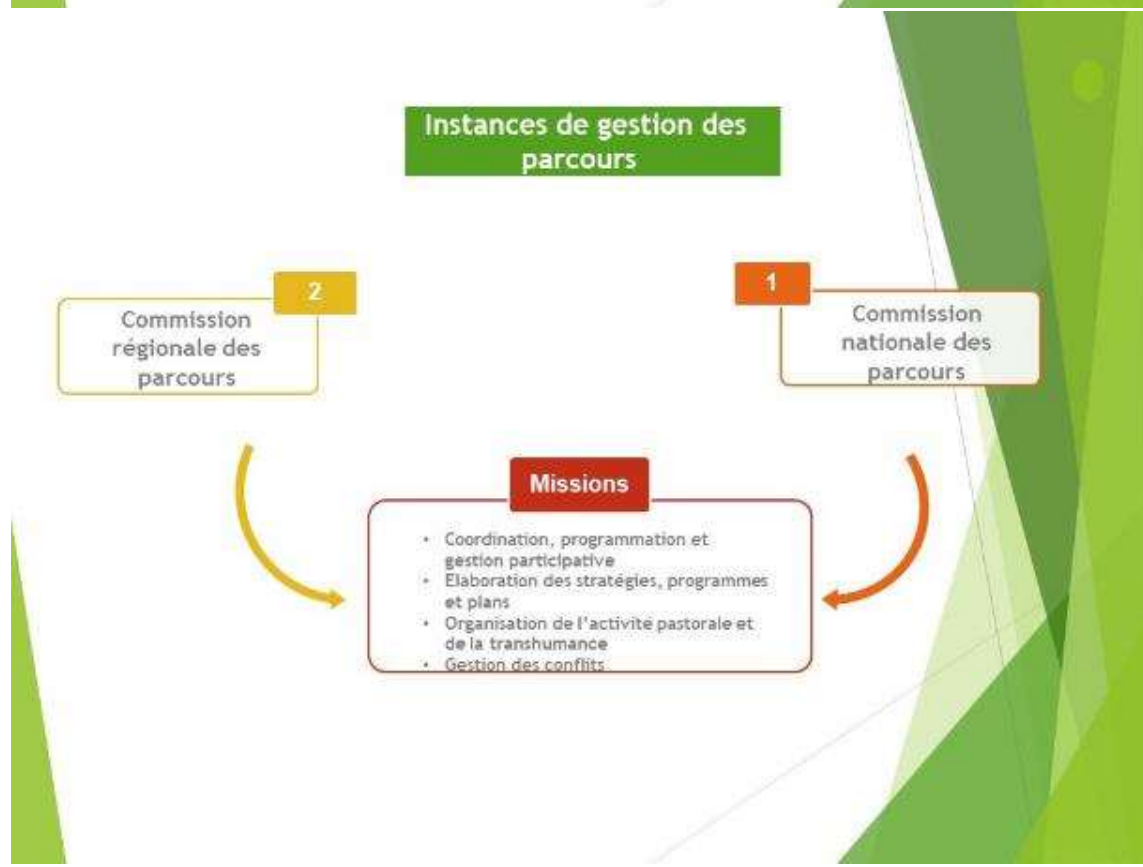 Instances de gestion des
parcours
2
Commission
régionale des
parcours
1
Commission
nationale des
parcours
Missions
• Coordination, programmation et
gestion participative
• Elaboration des stratégies, programmes
et plans
• Organisation de l'activité pastorale et
de la transhumance
• Gestion des conflits